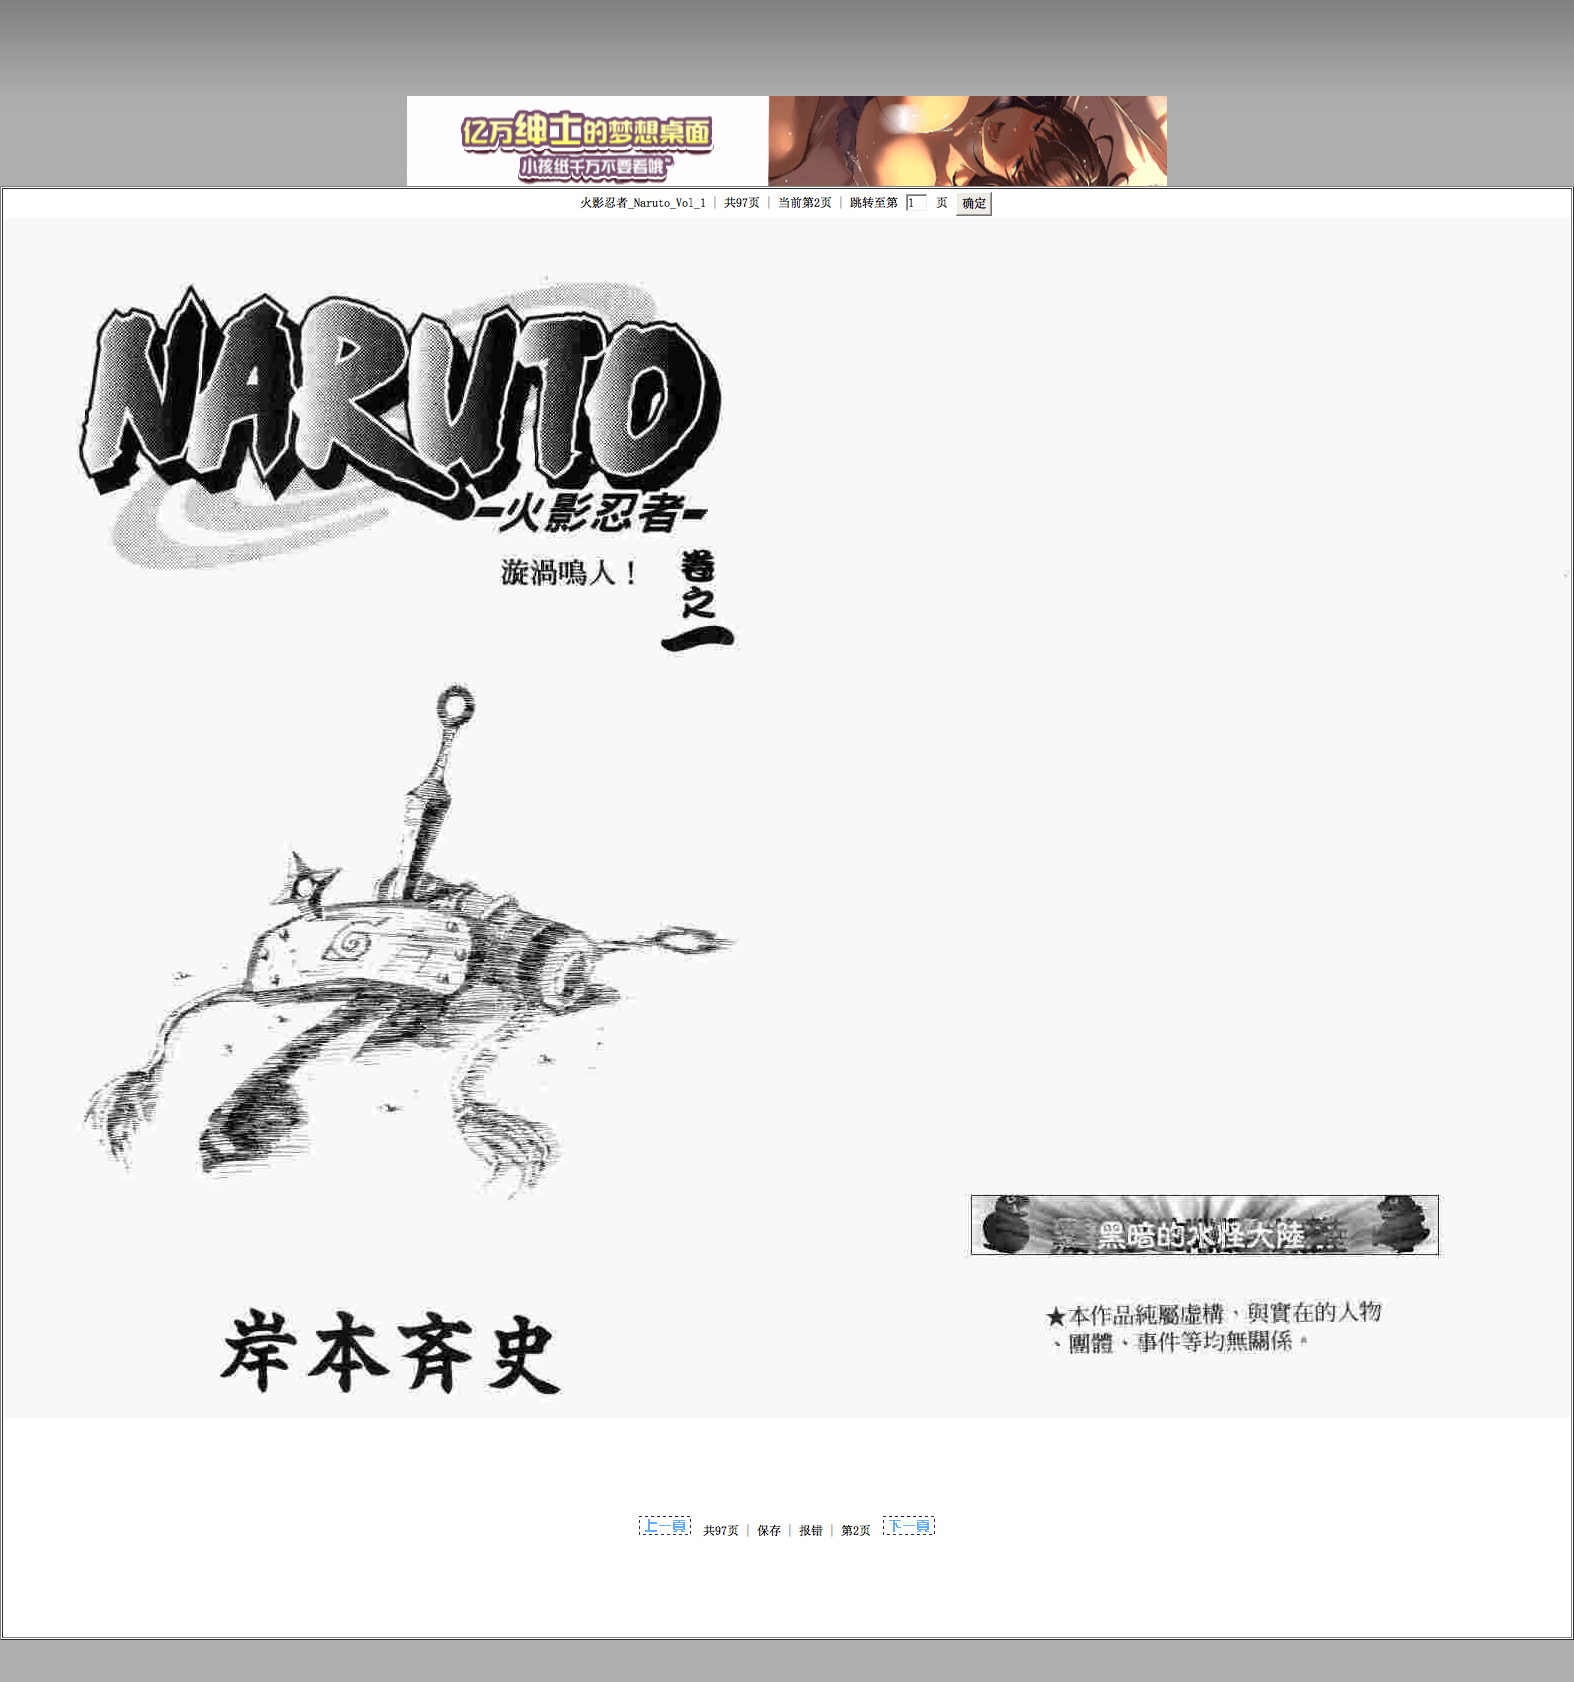 亿万绅士的梦想桌面
小孩纸千万不要看哦~
火影忍者_Naruto_Vol_1 | 共97页 | 当前第2页 | 跳转至第 1 页 确定
NARUTO
-火影忍者-
漩渦鳴人！
卷之一
岸本斉史
黑暗的水怪大陸
★本作品純屬虛構、與實在的人物
、團體、事件等均無關係。
上一頁 共97页 | 保存 | 报错 | 第2页 下一頁